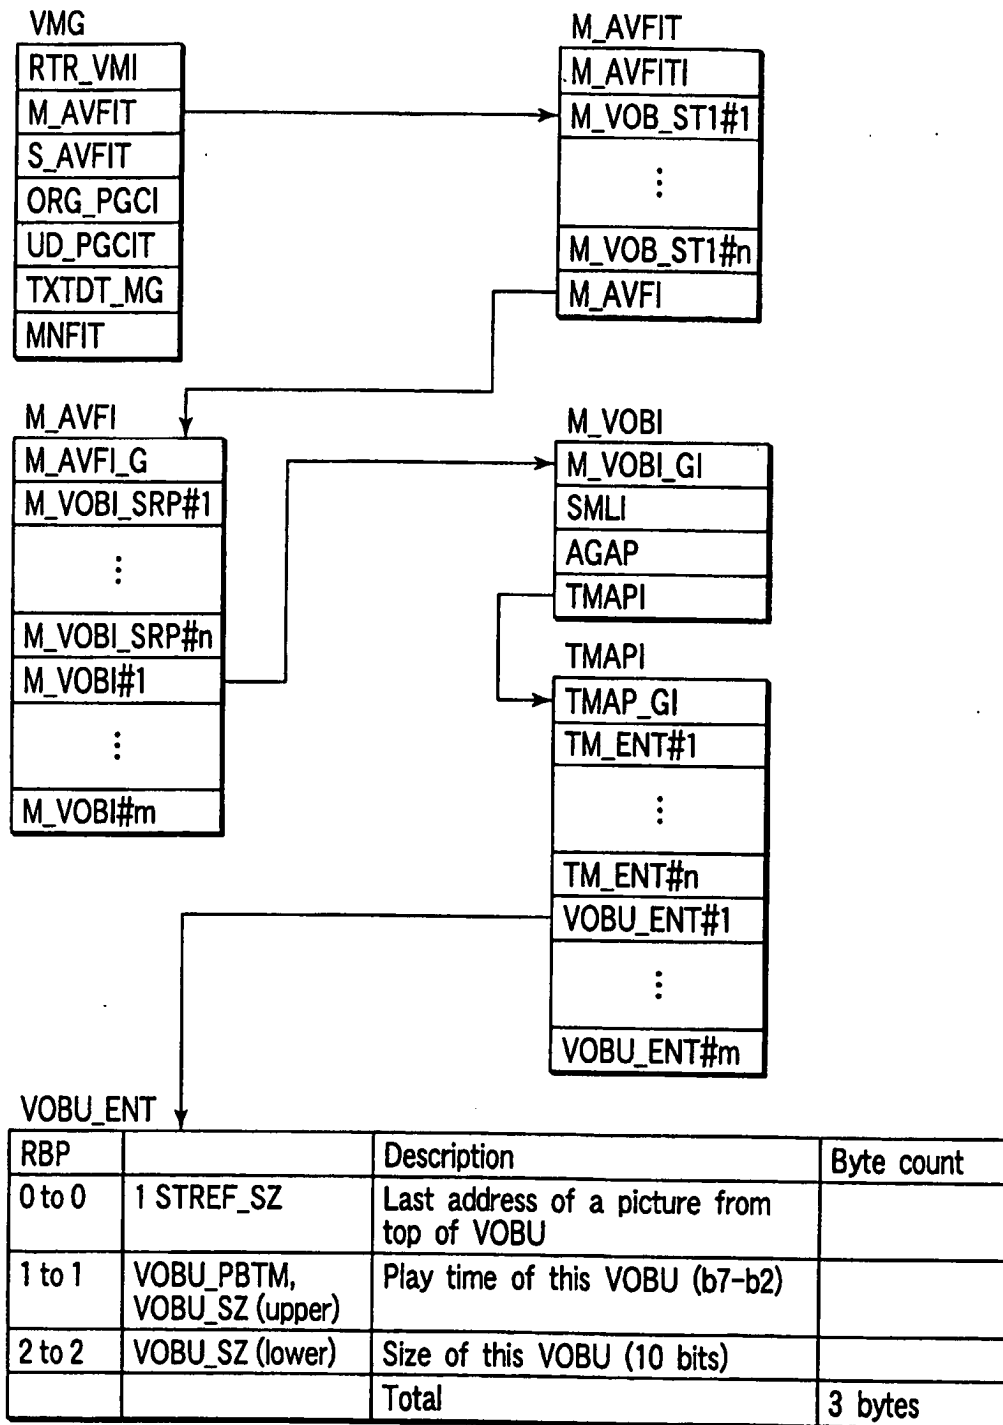 VMG
RTR_VMI
M_AVFIT
S_AVFIT
ORG_PGCI
UD_PGCIT
TXTDT_MG
MNFIT
M_AVFIT
M_AVFITI
M_VOB_ST1#1
⋮
M_VOB_ST1#n
M_AVFI
M_AVFI
M_AVFI_G
M_VOBI_SRP#1
⋮
M_VOBI_SRP#n
M_VOBI#1
⋮
M_VOBI#m
M_VOBI
M_VOBI_GI
SMLI
AGAP
TMAPI
TMAPI
TMAP_GI
TM_ENT#1
⋮
TM_ENT#n
VOBU_ENT#1
⋮
VOBU_ENT#m
VOBU_ENT
RBP Description Byte count
0 to 0 1 STREF_SZ Last address of a picture from
top of VOBU
1 to 1 VOBU_PBTM, Play time of this VOBU (b7-b2)
VOBU_SZ (upper)
2 to 2 VOBU_SZ (lower) Size of this VOBU (10 bits)
Total 3 bytes